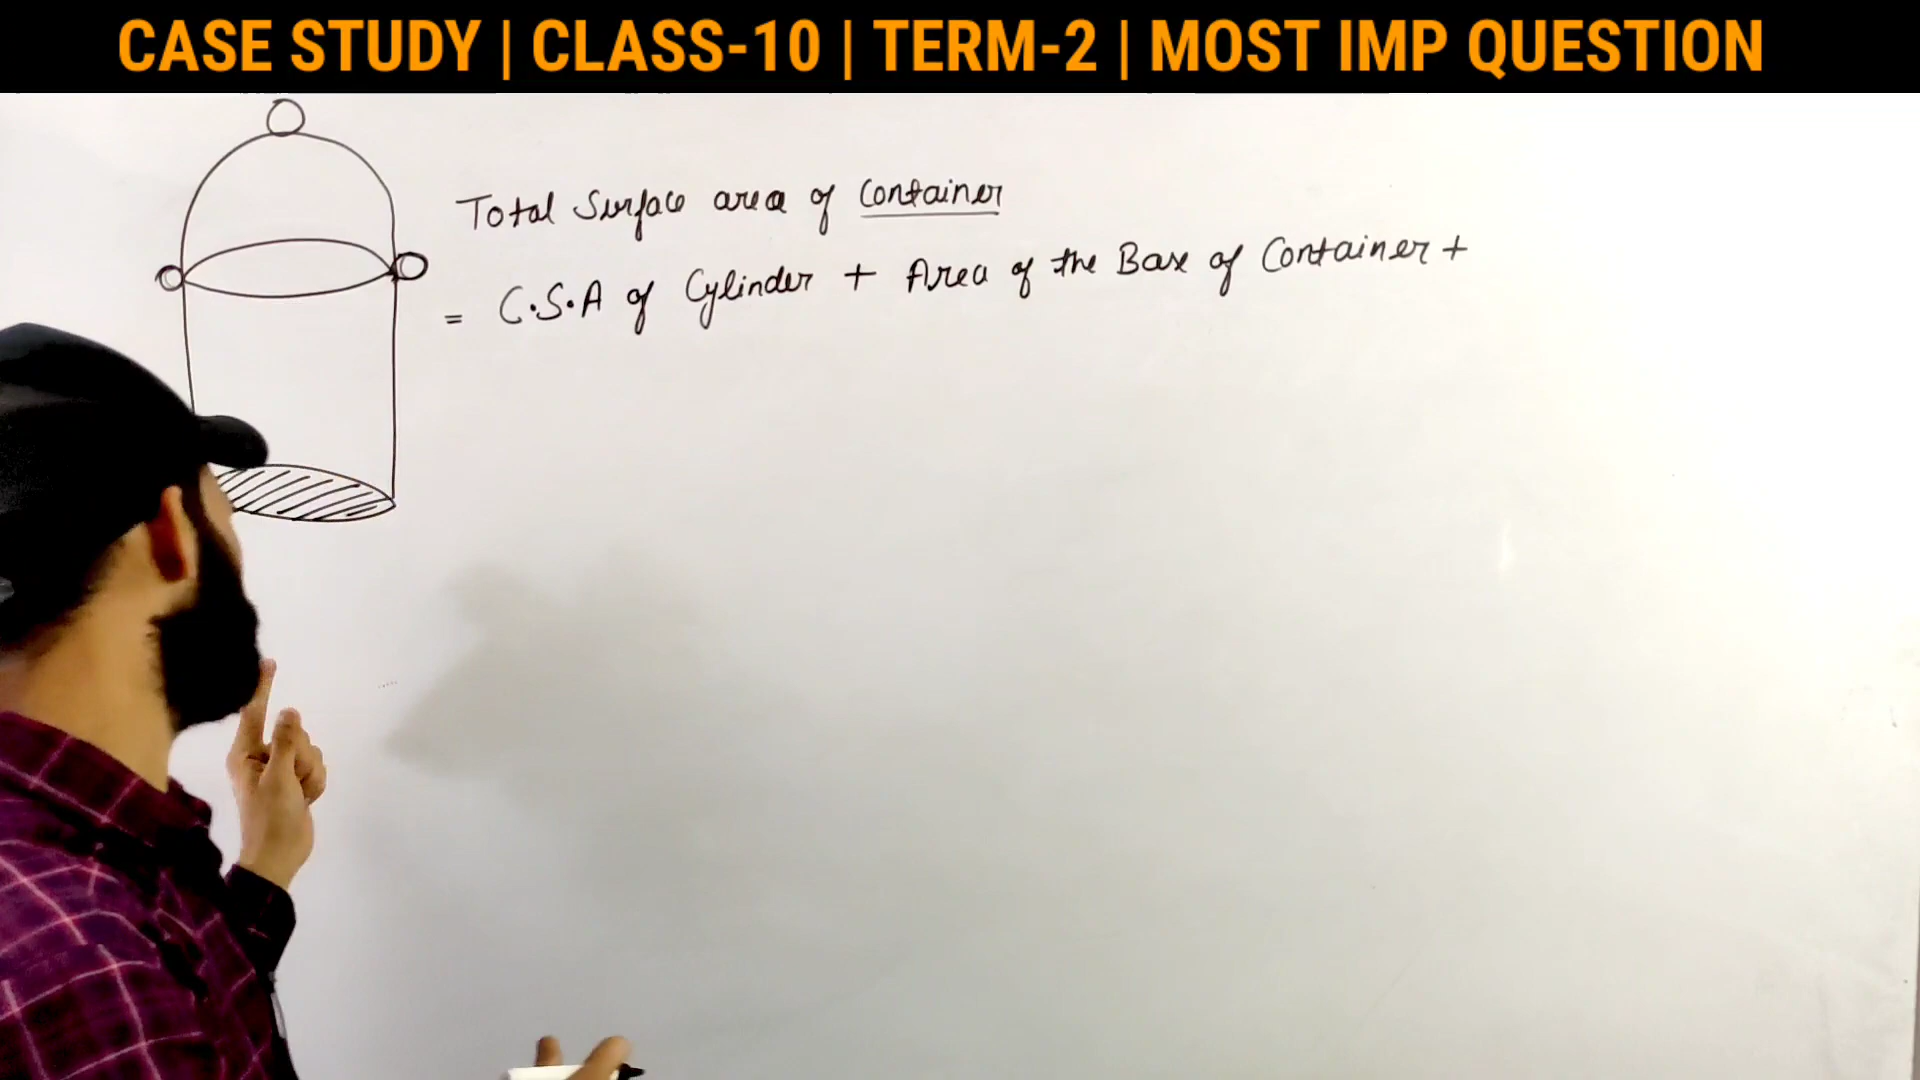 CASE STUDY | CLASS-10 | TERM-2 | MOST IMP QUESTION
Total Surface area of Container
= C.S.A of Cylinder + Area of the Base of Container +